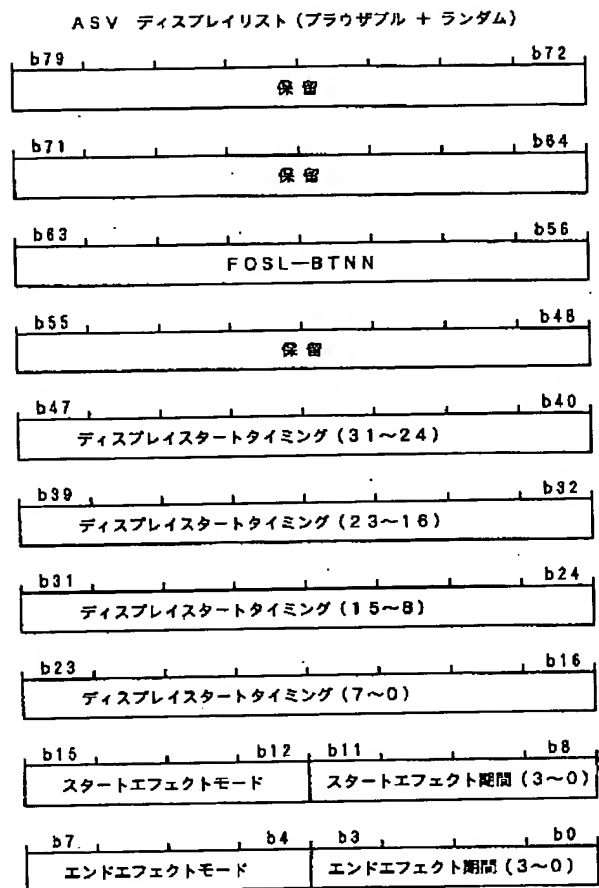 ASV ディスプレイリスト(ブラウザブル + ランダム)
b79 b72
保留
b71 b64
保留
b63 b56
FOSL—BTNN
b55 b48
保留
b47 b40
ディスプレイスタートタイミング(31~24)
b39 b32
ディスプレイスタートタイミング(23~16)
b31 b24
ディスプレイスタートタイミング(15~8)
b23 b16
ディスプレイスタートタイミング(7~0)
b15 b12 b11 b8
スタートエフェクトモード スタートエフェクト期間(3~0)
b7 b4 b3 b0
エンドエフェクトモード エンドエフェクト期間(3~0)